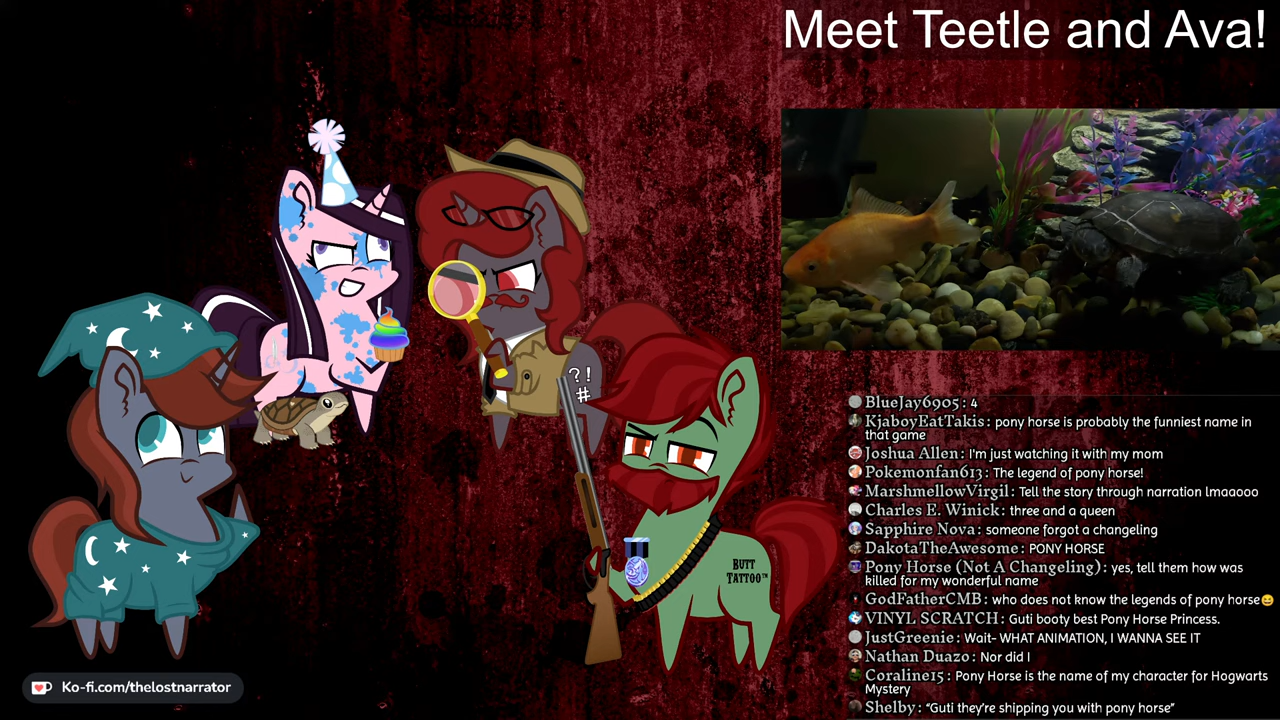 Meet Teetle and Ava!
?!
#
BUTT
TATTOO™
BlueJay6905: 4
KjaboyEatTakis: pony horse is probably the funniest name in
that game
Joshua Allen: I'm just watching it with my mom
Pokemonfan613: The legend of pony horse!
MarshmellowVirgil: Tell the story through narration lmaoooo
Charles E. Winick: three and a queen
Sapphire Nova: someone forgot a changeling
DakotaTheAwesome: PONY HORSE
Pony Horse (Not A Changeling): yes, tell them how was
killed for my wonderful name
GodFatherCMB: who does not know the legends of pony horse😄
VINYL SCRATCH: Guti booty best Pony Horse Princess.
JustGreenie: Wait- WHAT ANIMATION, I WANNA SEE IT
Nathan Duazo: Nor did I
Coraline15: Pony Horse is the name of my character for Hogwarts
Mystery
Shelby: “Guti they’re shipping you with pony horse”
Ko-fi.com/thelostnarrator